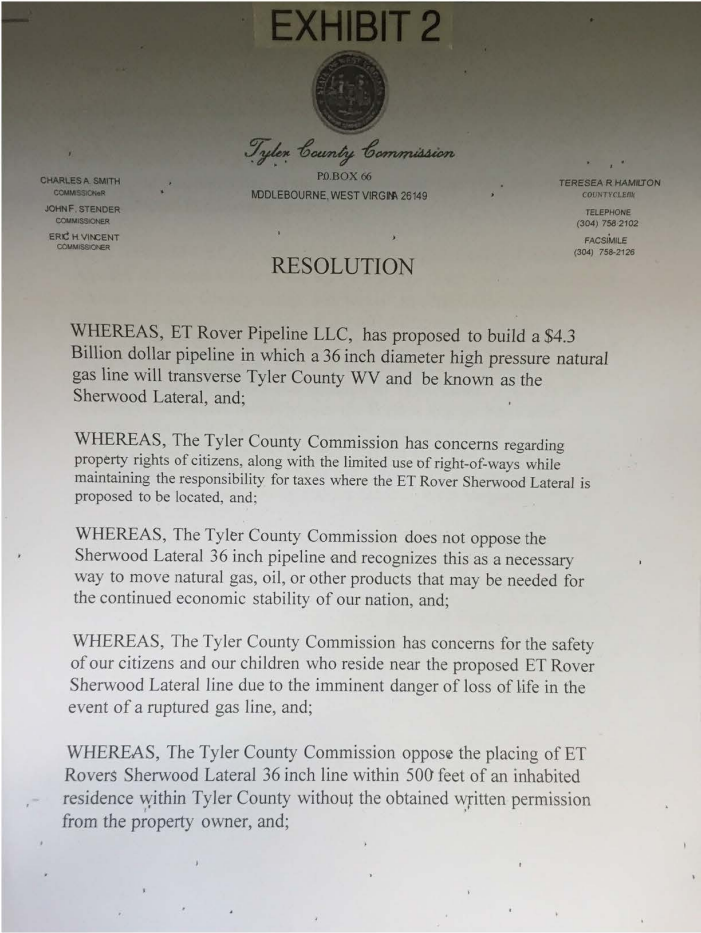 EXHIBIT 2
Tyler County Commission
P.O. BOX 66
MIDDLEBOURNE, WEST VIRGINIA 26149
CHARLES A. SMITH
COMMISSIONER
JOHN F. STENDER
COMMISSIONER
ERIC H. VINCENT
COMMISSIONER
TERESEA R. HAMILTON
COUNTY CLERK
TELEPHONE
(304) 758-2102
FACSIMILE
(304) 758-2126
RESOLUTION
WHEREAS, ET Rover Pipeline LLC, has proposed to build a $4.3
Billion dollar pipeline in which a 36 inch diameter high pressure natural
gas line will transverse Tyler County WV and be known as the
Sherwood Lateral, and;
WHEREAS, The Tyler County Commission has concerns regarding
property rights of citizens, along with the limited use of right-of-ways while
maintaining the responsibility for taxes where the ET Rover Sherwood Lateral is
proposed to be located, and;
WHEREAS, The Tyler County Commission does not oppose the
Sherwood Lateral 36 inch pipeline and recognizes this as a necessary
way to move natural gas, oil, or other products that may be needed for
the continued economic stability of our nation, and;
WHEREAS, The Tyler County Commission has concerns for the safety
of our citizens and our children who reside near the proposed ET Rover
Sherwood Lateral line due to the imminent danger of loss of life in the
event of a ruptured gas line, and;
WHEREAS, The Tyler County Commission oppose the placing of ET
Rovers Sherwood Lateral 36 inch line within 500 feet of an inhabited
residence within Tyler County without the obtained written permission
from the property owner, and;